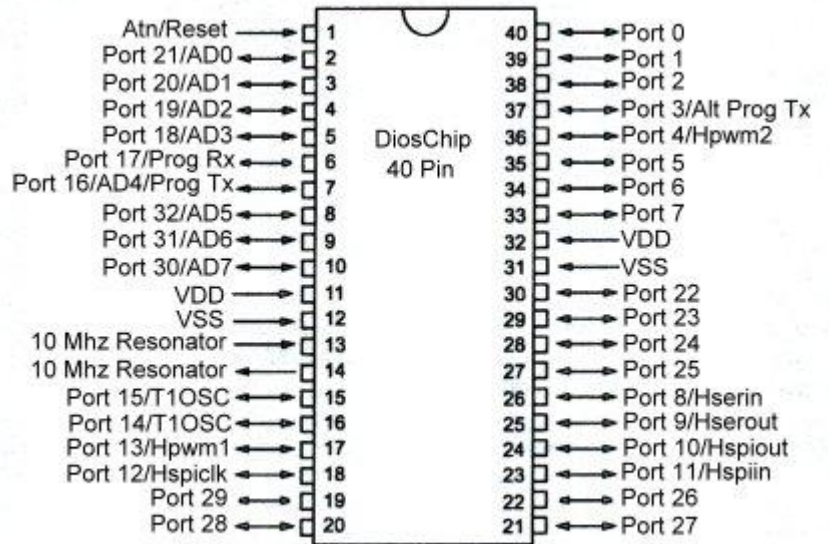 Atn/Reset 1 40 Port 0
Port 21/AD0 2 39 Port 1
Port 20/AD1 3 38 Port 2
Port 19/AD2 4 37 Port 3/Alt Prog Tx
Port 18/AD3 5 DiosChip 36 Port 4/Hpwm2
Port 17/Prog Rx 6 40 Pin 35 Port 5
Port 16/AD4/Prog Tx 7 34 Port 6
Port 32/AD5 8 33 Port 7
Port 31/AD6 9 32 VDD
Port 30/AD7 10 31 VSS
VDD 11 30 Port 22
VSS 12 29 Port 23
10 Mhz Resonator 13 28 Port 24
10 Mhz Resonator 14 27 Port 25
Port 15/T1OSC 15 26 Port 8/Hserin
Port 14/T1OSC 16 25 Port 9/Hserout
Port 13/Hpwm1 17 24 Port 10/Hspiout
Port 12/Hspiclk 18 23 Port 11/Hspiin
Port 29 19 22 Port 26
Port 28 20 21 Port 27